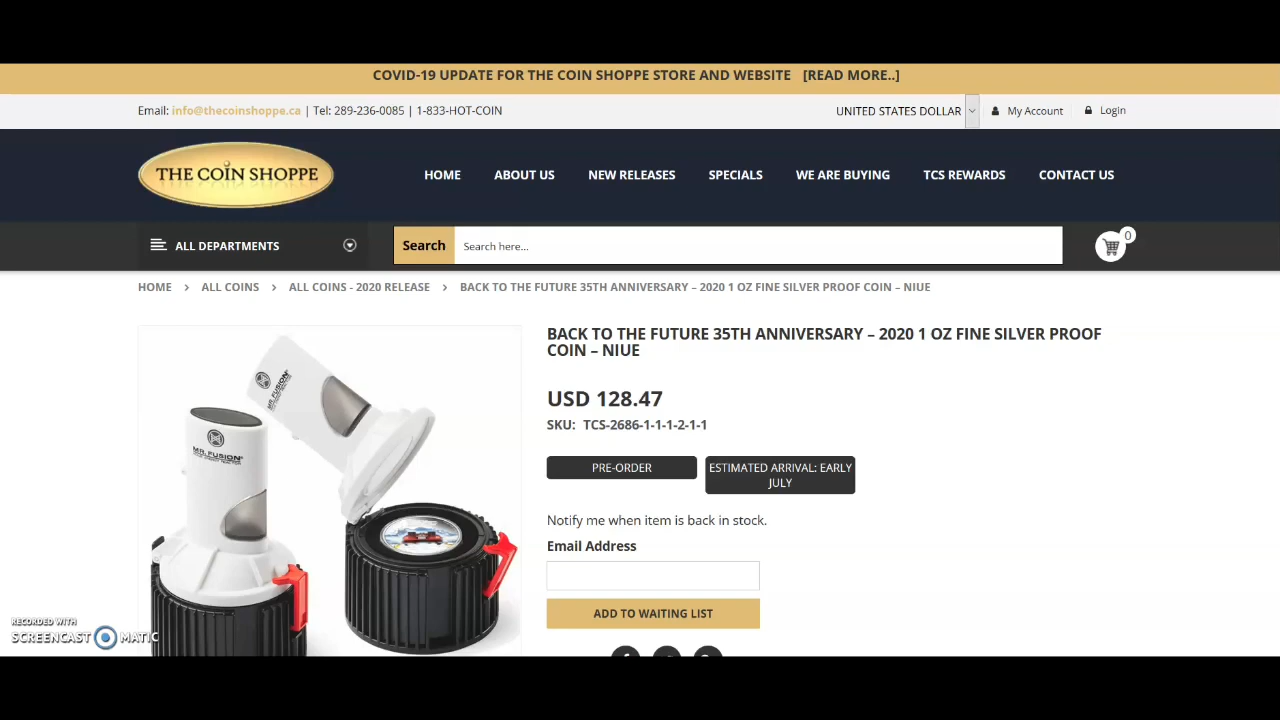 COVID-19 UPDATE FOR THE COIN SHOPPE STORE AND WEBSITE [READ MORE..]
Email: info@thecoinshoppe.ca | Tel: 289-236-0085 | 1-833-HOT-COIN
UNITED STATES DOLLAR
My Account
Login
THE COIN SHOPPE
HOME
ABOUT US
NEW RELEASES
SPECIALS
WE ARE BUYING
TCS REWARDS
CONTACT US
ALL DEPARTMENTS
Search
Search here...
0
HOME > ALL COINS > ALL COINS - 2020 RELEASE > BACK TO THE FUTURE 35TH ANNIVERSARY – 2020 1 OZ FINE SILVER PROOF COIN – NIUE
BACK TO THE FUTURE 35TH ANNIVERSARY – 2020 1 OZ FINE SILVER PROOF
COIN – NIUE
USD 128.47
SKU: TCS-2686-1-1-1-2-1-1
PRE-ORDER
ESTIMATED ARRIVAL: EARLY
JULY
Notify me when item is back in stock.
Email Address
ADD TO WAITING LIST
MR. FUSION
MR. FUSION
RECORDED WITH
SCREENCAST MATIC